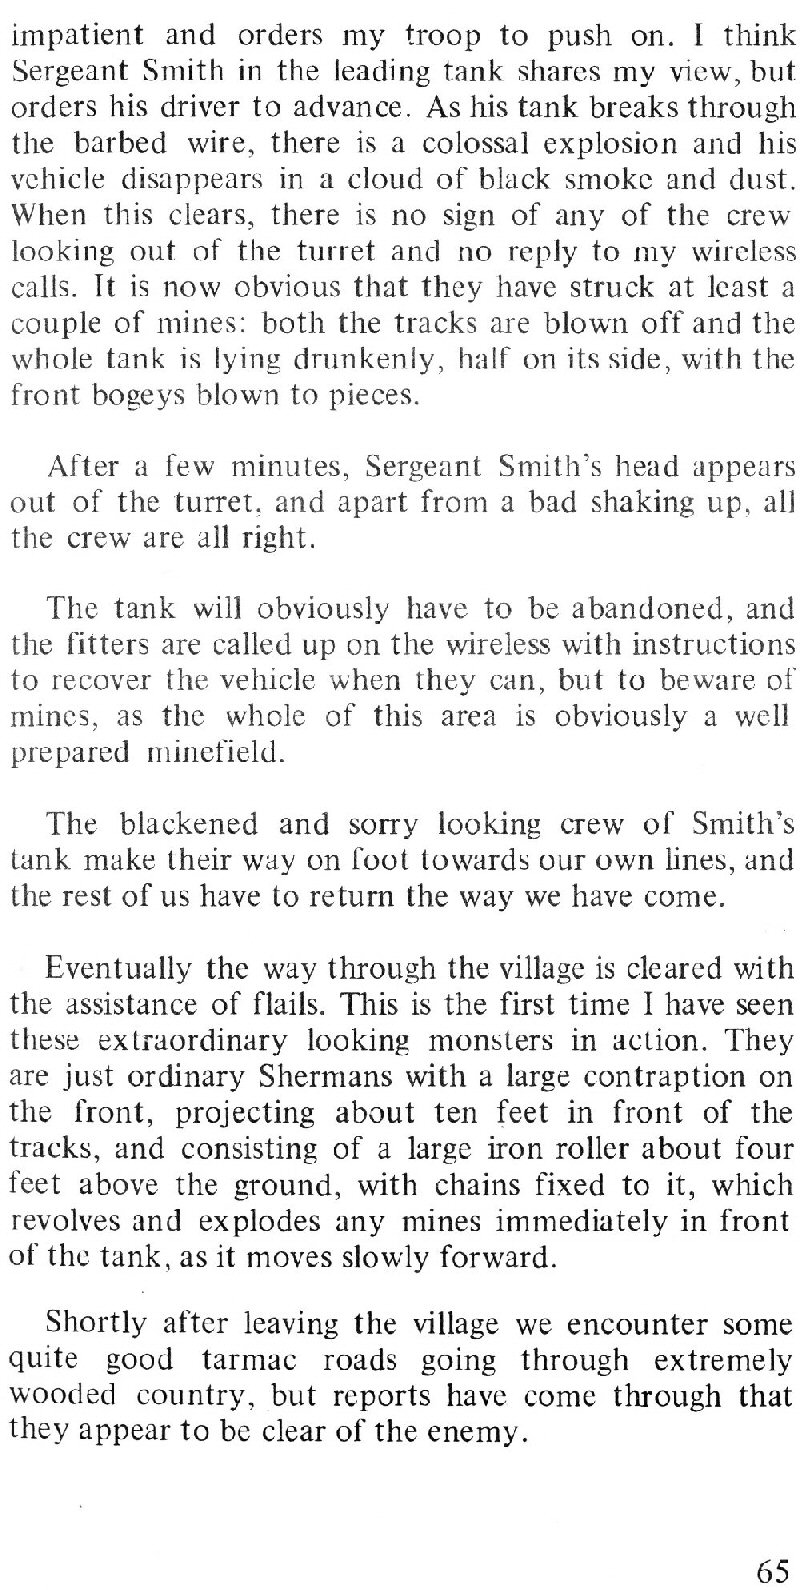 impatient and orders my troop to push on. I think
Sergeant Smith in the leading tank shares my view, but
orders his driver to advance. As his tank breaks through
the barbed wire, there is a colossal explosion and his
vehicle disappears in a cloud of black smoke and dust.
When this clears, there is no sign of any of the crew
looking out of the turret and no reply to my wireless
calls. It is now obvious that they have struck at least a
couple of mines: both the tracks are blown off and the
whole tank is lying drunkenly, half on its side, with the
front bogeys blown to pieces.
After a few minutes, Sergeant Smith's head appears
out of the turret, and apart from a bad shaking up, all
the crew are all right.
The tank will obviously have to be abandoned, and
the fitters are called up on the wireless with instructions
to recover the vehicle when they can, but to beware of
mines, as the whole of this area is obviously a well
prepared minefield.
The blackened and sorry looking crew of Smith's
tank make their way on foot towards our own lines, and
the rest of us have to return the way we have come.
Eventually the way through the village is cleared with
the assistance of flails. This is the first time I have seen
these extraordinary looking monsters in action. They
are just ordinary Shermans with a large contraption on
the front, projecting about ten feet in front of the
tracks, and consisting of a large iron roller about four
feet above the ground, with chains fixed to it, which
revolves and explodes any mines immediately in front
of the tank, as it moves slowly forward.
Shortly after leaving the village we encounter some
quite good tarmac roads going through extremely
wooded country, but reports have come through that
they appear to be clear of the enemy.
65